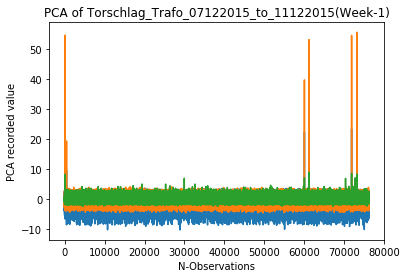 PCA of Torschlag_Trafo_07122015_to_11122015(Week-1)
PCA recorded value
50
40
30
20
10
0
−10
0 10000 20000 30000 40000 50000 60000 70000 80000
N-Observations